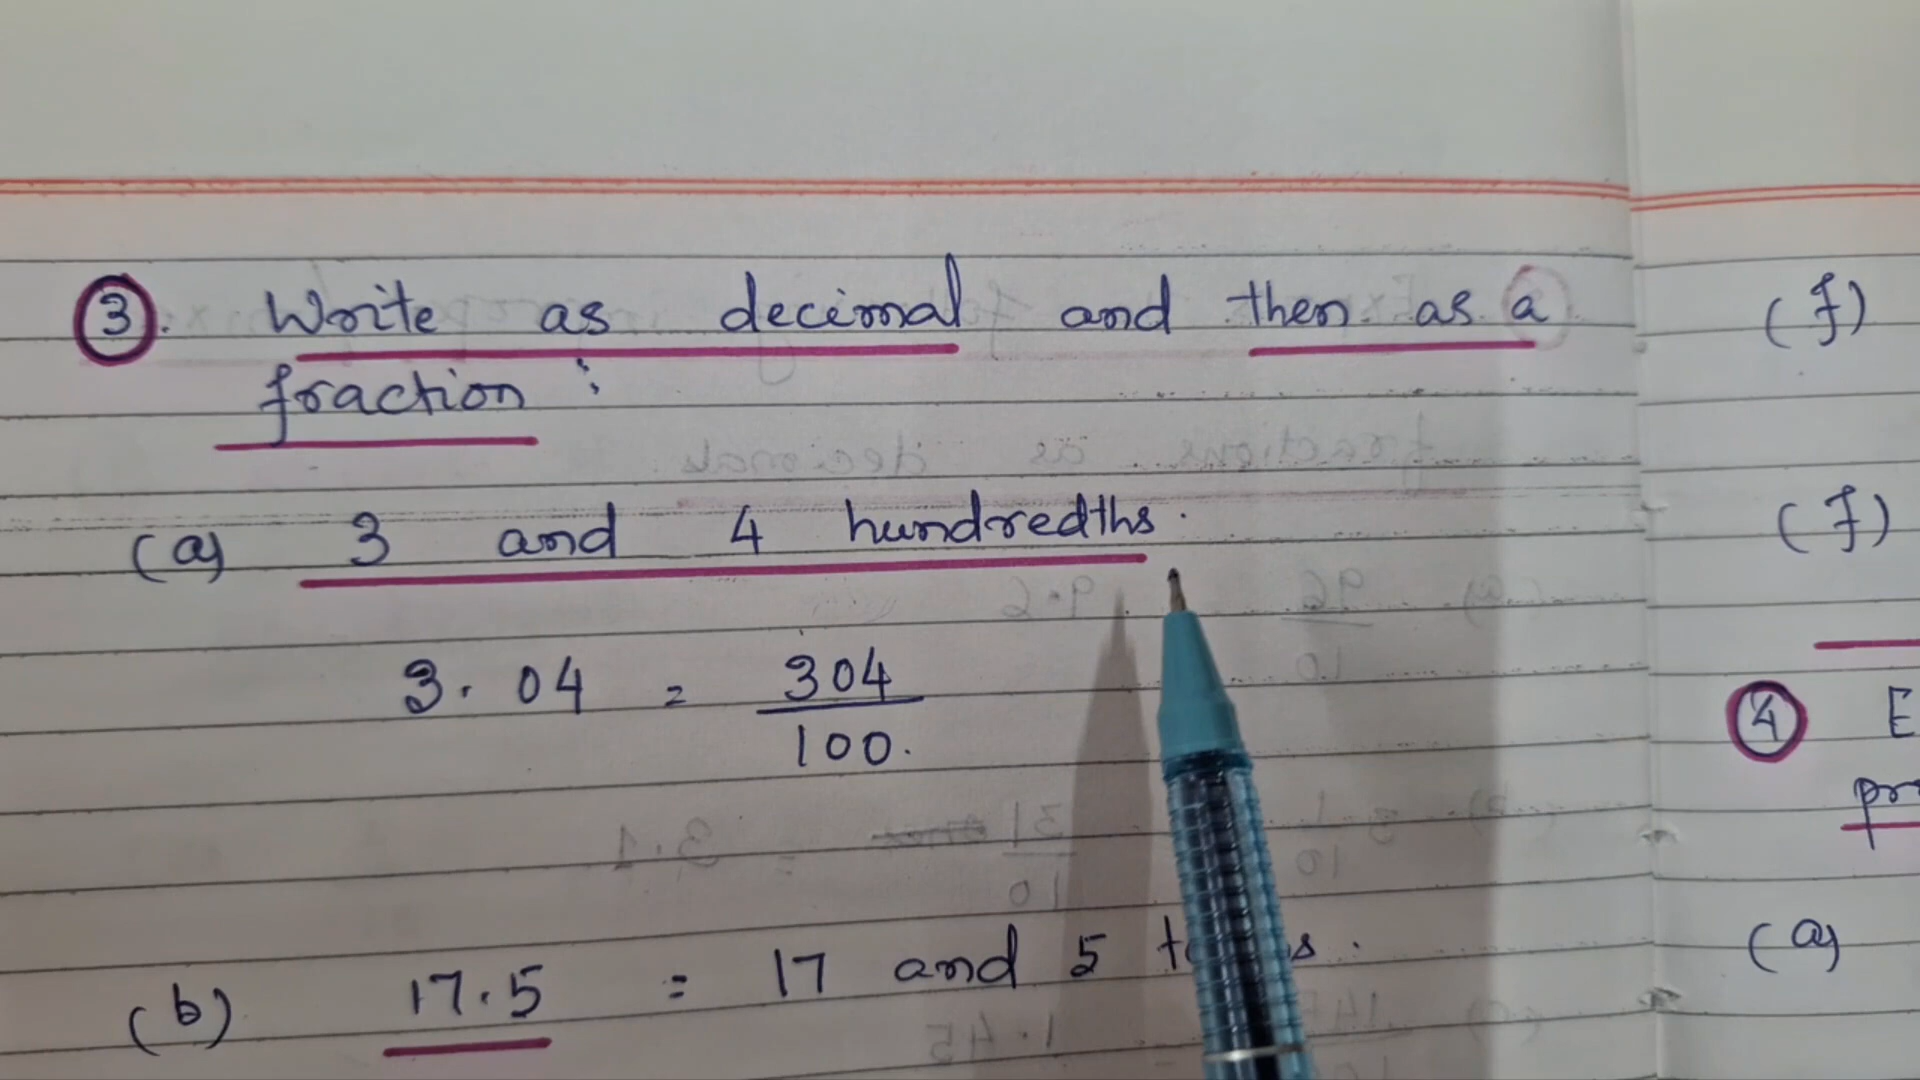 3. Write as decimal and then as a
fraction :
(a) 3 and 4 hundredths.
3.04 = 304
100.
(b) 17.5 = 17 and 5
(f)
(f)
4
(a)